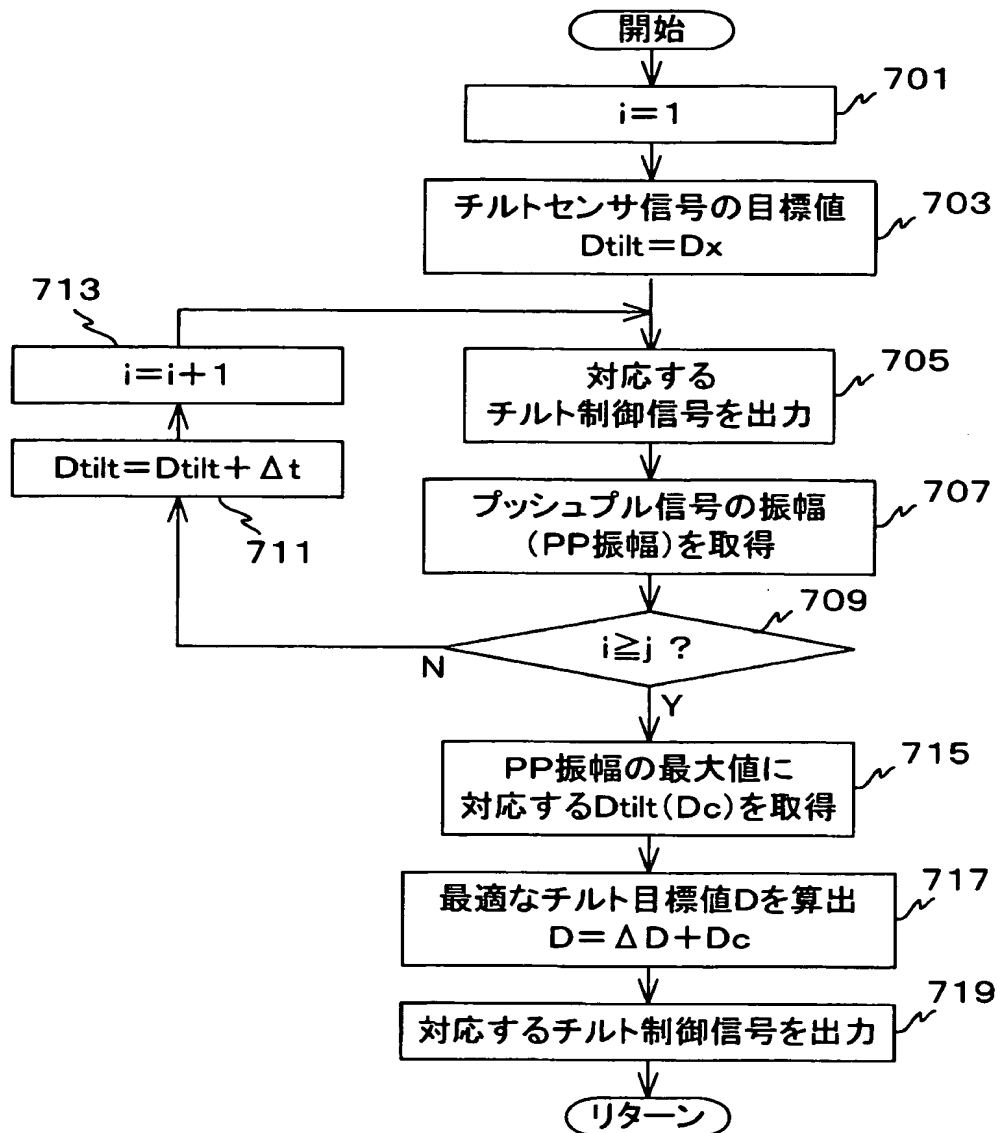 開始
701
i=1
チルトセンサ信号の目標値
Dtilt=Dx
703
713
i=i+1
対応する
チルト制御信号を出力
705
Dtilt=Dtilt+Δt
711
プッシュプル信号の振幅
(PP振幅)を取得
707
709
i≧j ?
N
Y
PP振幅の最大値に
対応するDtilt(Dc)を取得
715
最適なチルト目標値Dを算出
D=ΔD+Dc
717
対応するチルト制御信号を出力
719
リターン